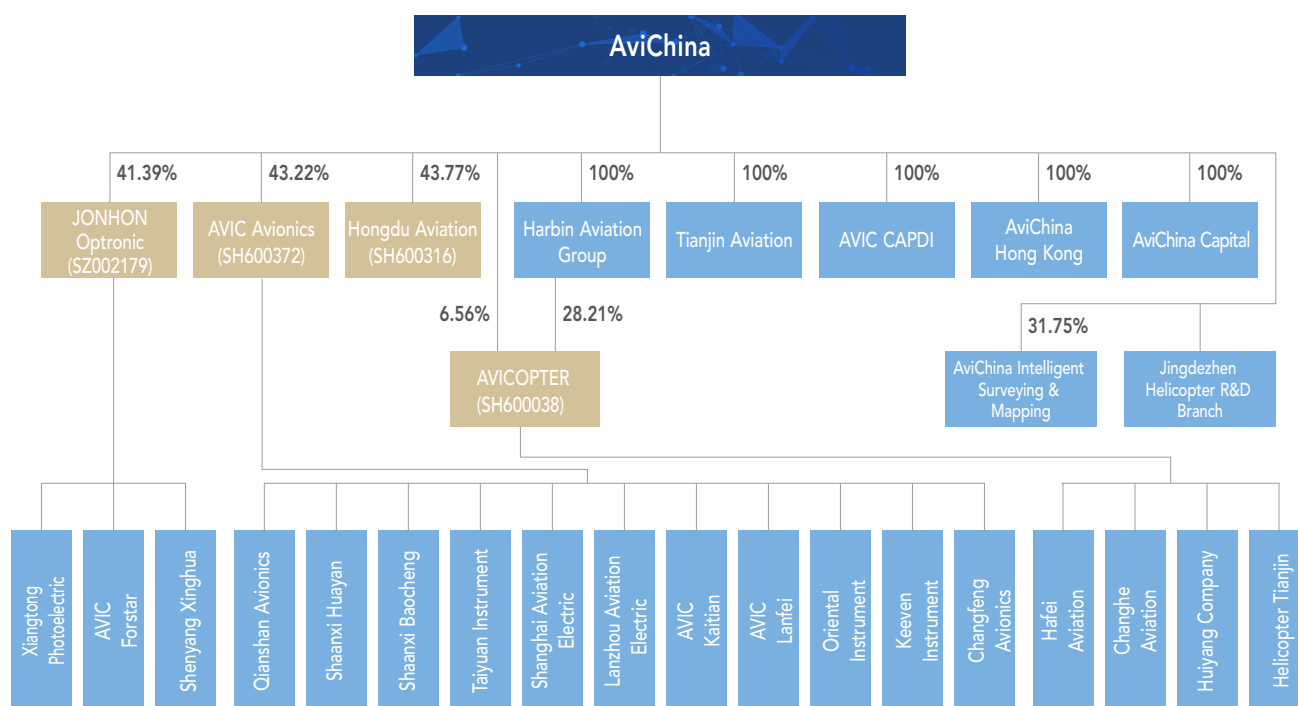 AviChina
41.39%
43.22%
43.77%
100%
100%
100%
100%
100%
JONHON
Optronic
(SZ002179)
AVIC Avionics
(SH600372)
Hongdu Aviation
(SH600316)
Harbin Aviation
Group
Tianjin Aviation
AVIC CAPDI
AviChina
Hong Kong
AviChina Capital
6.56%
28.21%
31.75%
AVICOPTER
(SH600038)
AviChina Intelligent
Surveying &
Mapping
Jingdezhen
Helicopter R&D
Branch
Xiangtong
Photoelectric
AVIC
Forstar
Shenyang Xinghua
Qianshan Avionics
Shaanxi Huayan
Shaanxi Baocheng
Taiyuan Instrument
Shanghai Aviation
Electric
Lanzhou Aviation
Electric
AVIC
Kaitian
AVIC
Lanfei
Oriental
Instrument
Keeven
Instrument
Changfeng
Avionics
Hafei
Aviation
Changhe
Aviation
Huiyang Company
Helicopter Tianjin